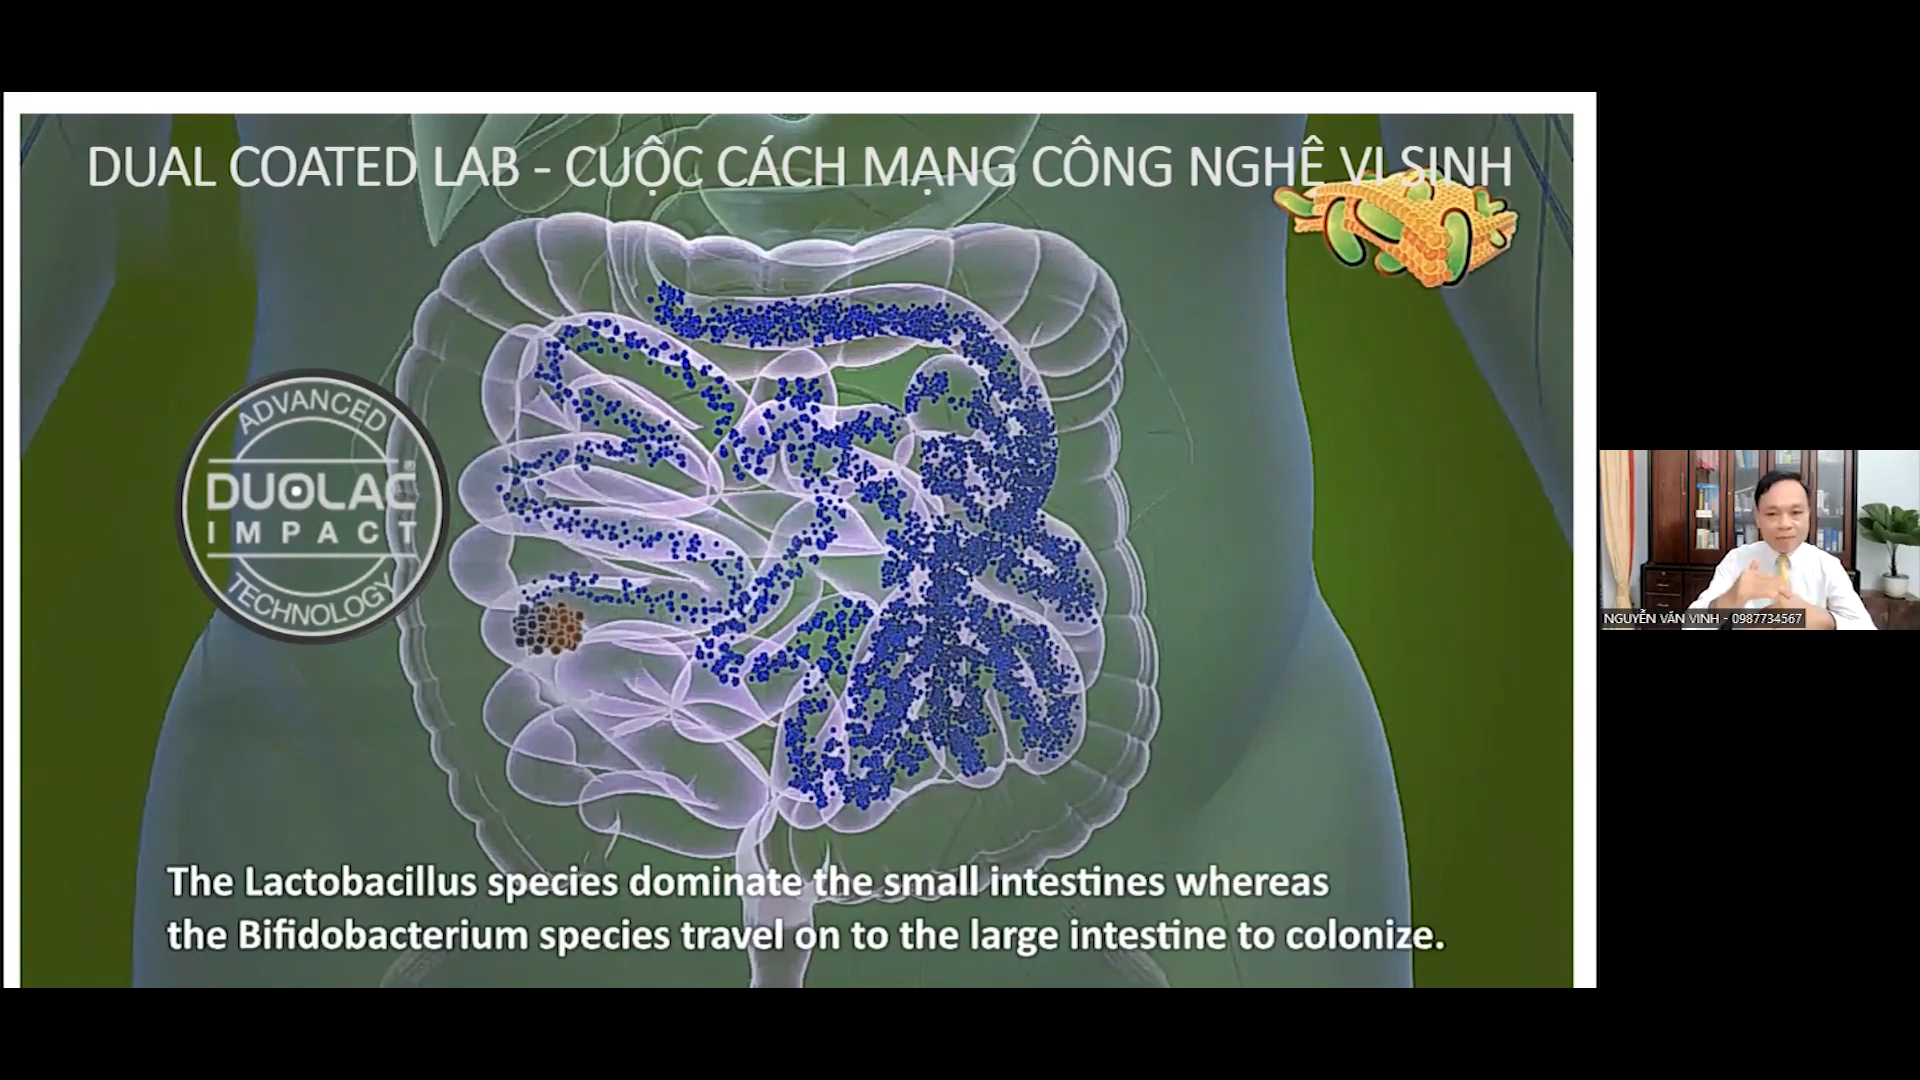 DUAL COATED LAB - CUỘC CÁCH MẠNG CÔNG NGHỆ VI SINH
ADVANCED
DUOLAC®
IMPACT
TECHNOLOGY
NGUYỄN VĂN VINH - 0987734567
The Lactobacillus species dominate the small intestines whereas
the Bifidobacterium species travel on to the large intestine to colonize.